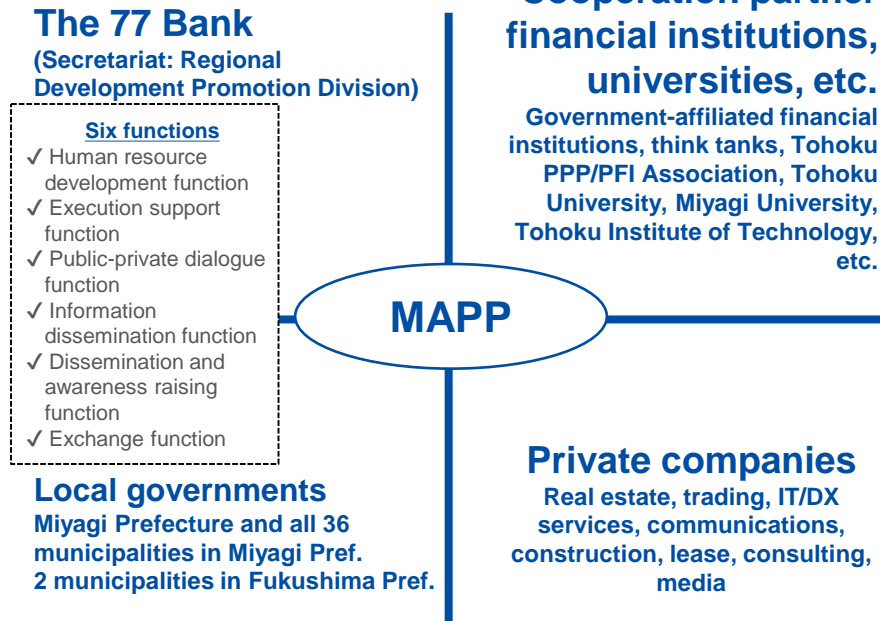 The 77 Bank
(Secretariat: Regional
Development Promotion Division)
Six functions
✓ Human resource
development function
✓ Execution support
function
✓ Public-private dialogue
function
✓ Information
dissemination function
✓ Dissemination and
awareness raising
function
✓ Exchange function
Cooperation partner
financial institutions,
universities, etc.
Government-affiliated financial
institutions, think tanks, Tohoku
PPP/PFI Association, Tohoku
University, Miyagi University,
Tohoku Institute of Technology,
etc.
MAPP
Local governments
Miyagi Prefecture and all 36
municipalities in Miyagi Pref.
2 municipalities in Fukushima Pref.
Private companies
Real estate, trading, IT/DX
services, communications,
construction, lease, consulting,
media